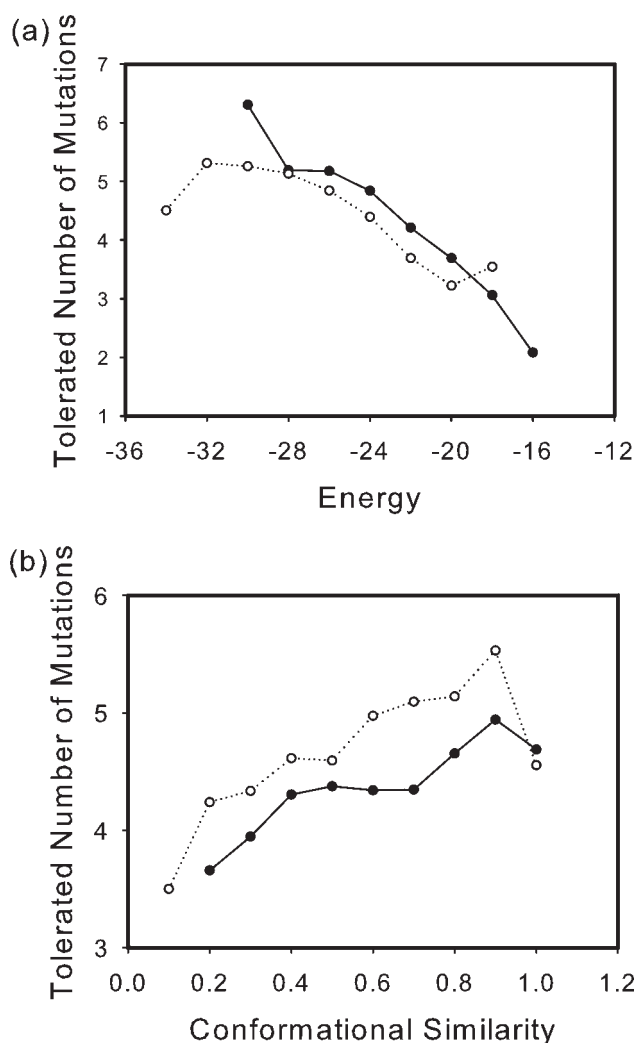 (a)
Tolerated Number of Mutations
7
6
5
4
3
2
1
-36 -32 -28 -24 -20 -16 -12
Energy
(b)
Tolerated Number of Mutations
6
5
4
3
0.0 0.2 0.4 0.6 0.8 1.0 1.2
Conformational Similarity